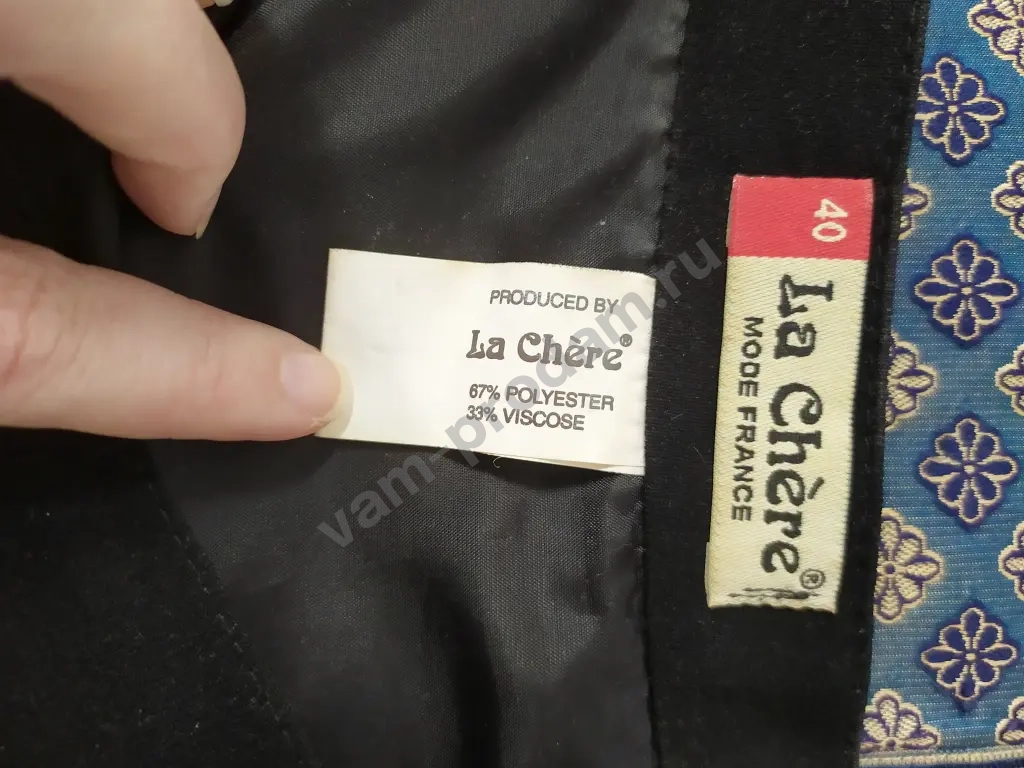 PRODUCED BY
La Chère®
67% POLYESTER
33% VISCOSE
40
La Chère®
MODE FRANCE
vam-prodam.ru